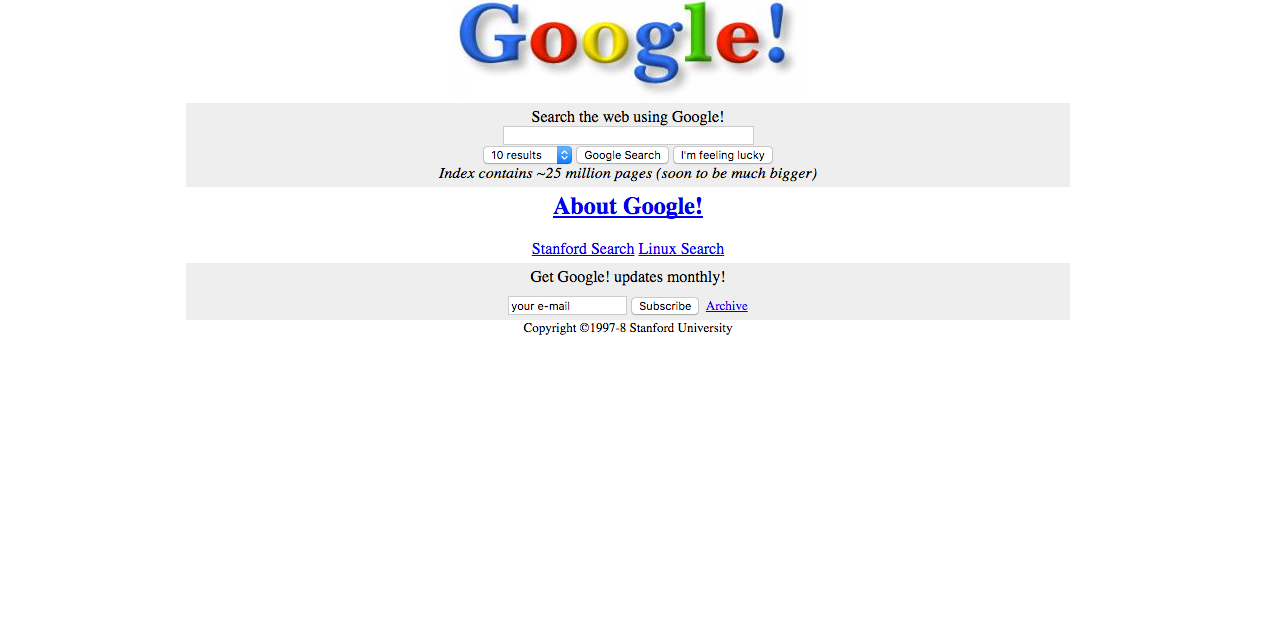 Google!
Search the web using Google!
10 results Google Search I'm feeling lucky
Index contains ~25 million pages (soon to be much bigger)
About Google!
Stanford Search Linux Search
Get Google! updates monthly!
your e-mail Subscribe Archive
Copyright ©1997-8 Stanford University